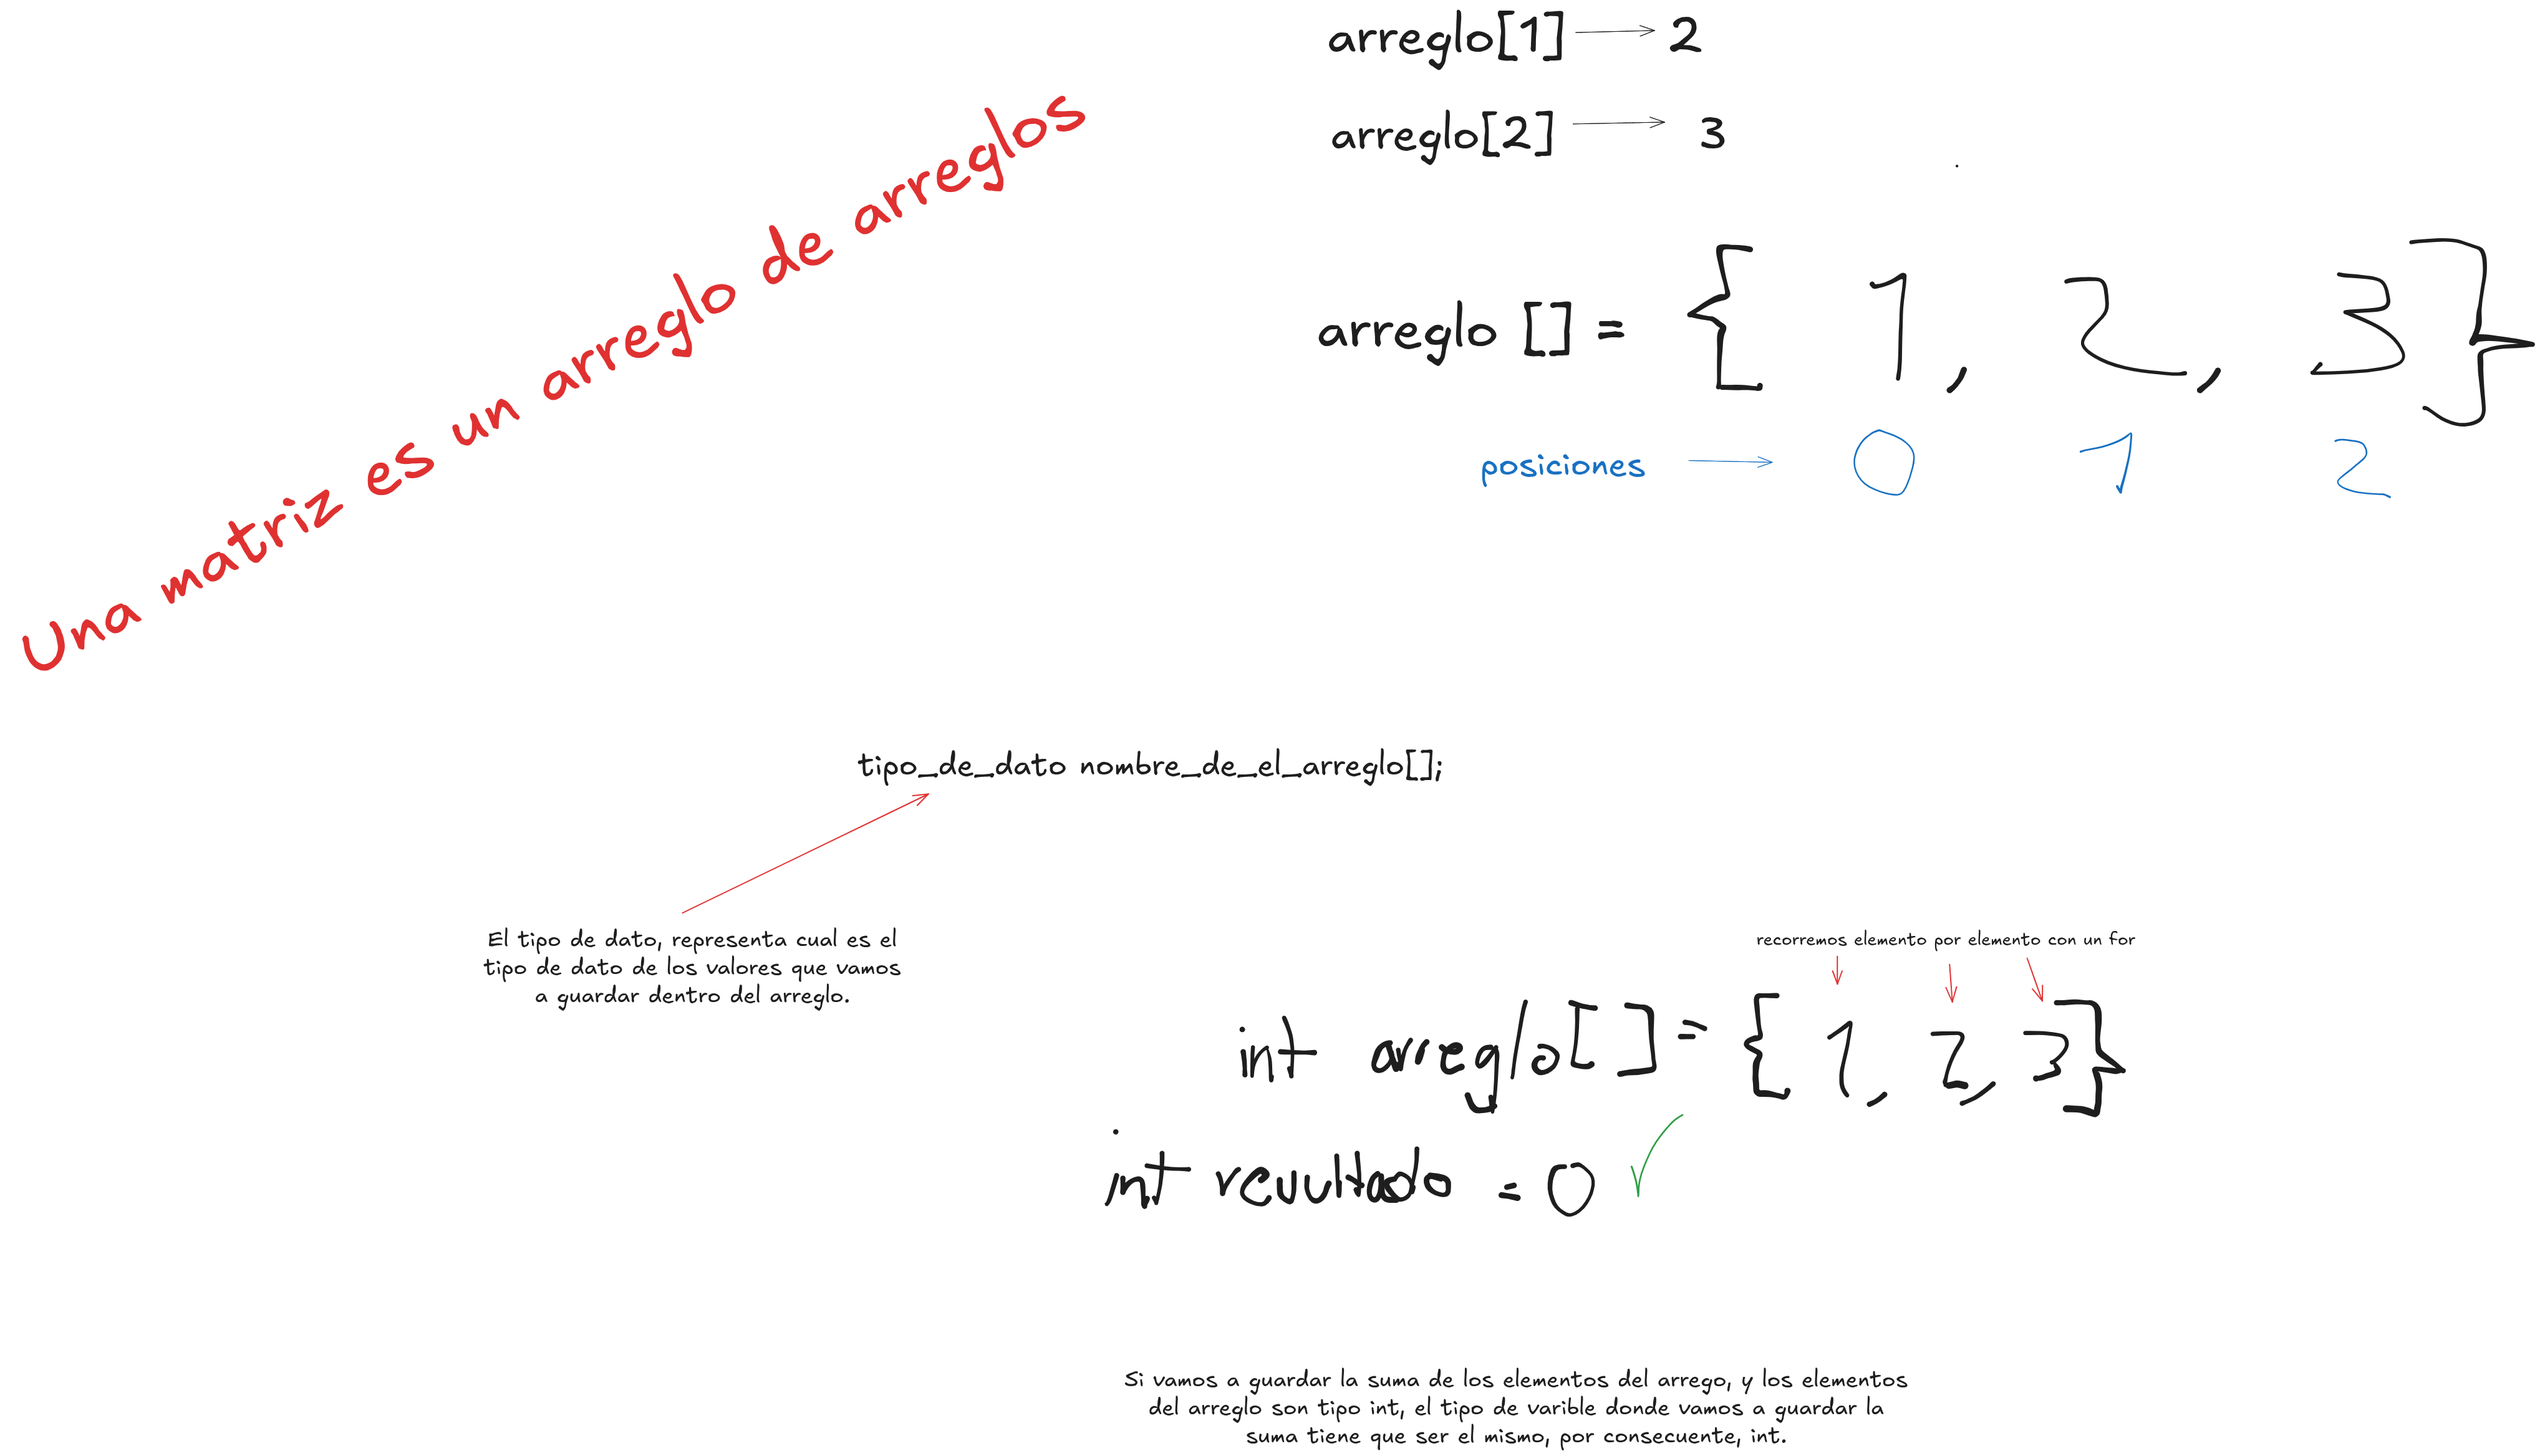 arreglo[1] → 2
arreglo[2] → 3
Una matriz es un arreglo de arreglos
arreglo [] = { 1, 2, 3}
posiciones → 0 1 2
tipo_de_dato nombre_de_el_arreglo[];
El tipo de dato, representa cual es el
tipo de dato de los valores que vamos
a guardar dentro del arreglo.
recorremos elemento por elemento con un for
int arreglo[] = { 1, 2, 3}
int resultado = 0 ✓
Si vamos a guardar la suma de los elementos del arrego, y los elementos
del arreglo son tipo int, el tipo de varible donde vamos a guardar la
suma tiene que ser el mismo, por consecuente, int.